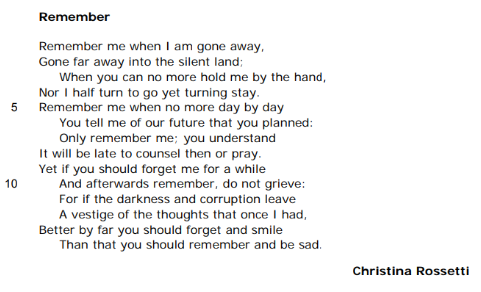 Remember
Remember me when I am gone away,
Gone far away into the silent land;
When you can no more hold me by the hand,
Nor I half turn to go yet turning stay.
5 Remember me when no more day by day
You tell me of our future that you planned:
Only remember me; you understand
It will be late to counsel then or pray.
Yet if you should forget me for a while
10 And afterwards remember, do not grieve:
For if the darkness and corruption leave
A vestige of the thoughts that once I had,
Better by far you should forget and smile
Than that you should remember and be sad.
Christina Rossetti